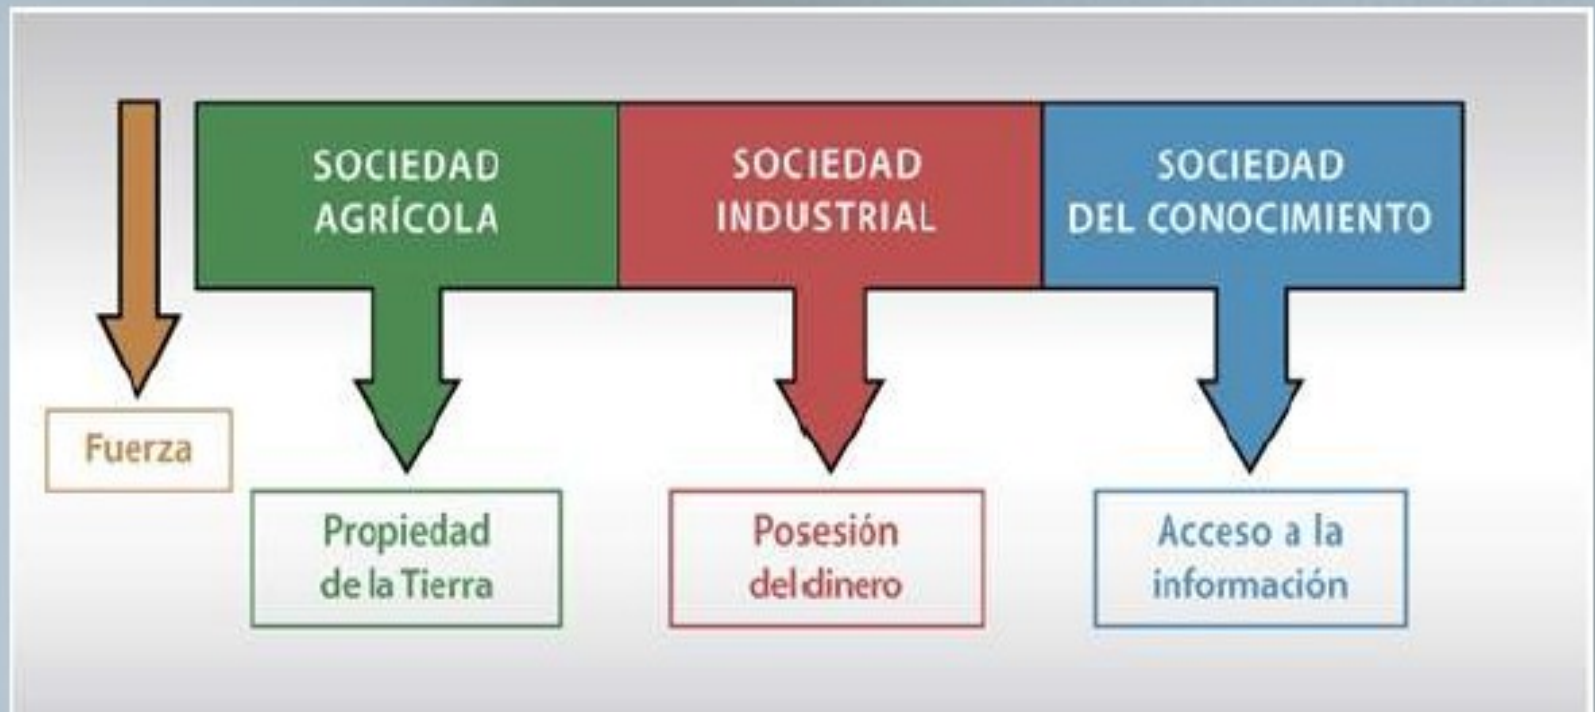 SOCIEDAD
AGRÍCOLA
SOCIEDAD
INDUSTRIAL
SOCIEDAD
DEL CONOCIMIENTO
Fuerza
Propiedad
de la Tierra
Posesión
del dinero
Acceso a la
información